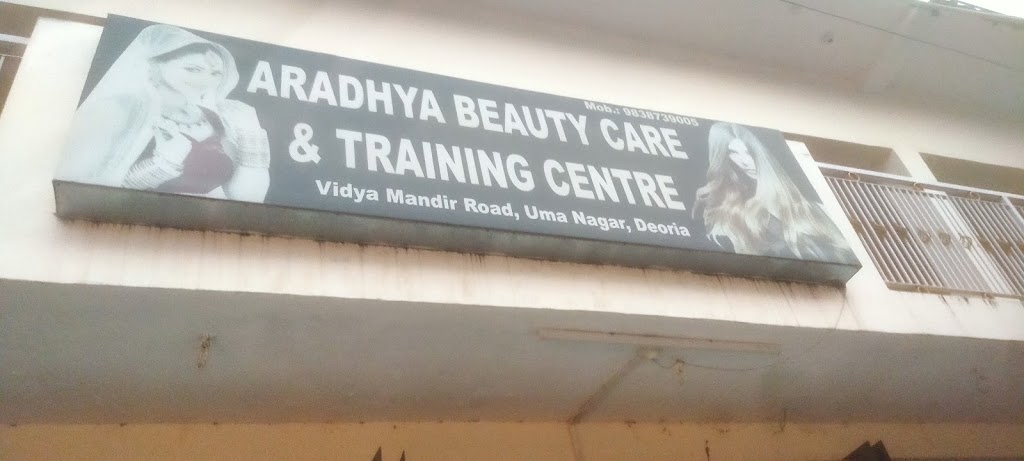 Mob.: 9838739005
ARADHYA BEAUTY CARE
& TRAINING CENTRE
Vidya Mandir Road, Uma Nagar, Deoria